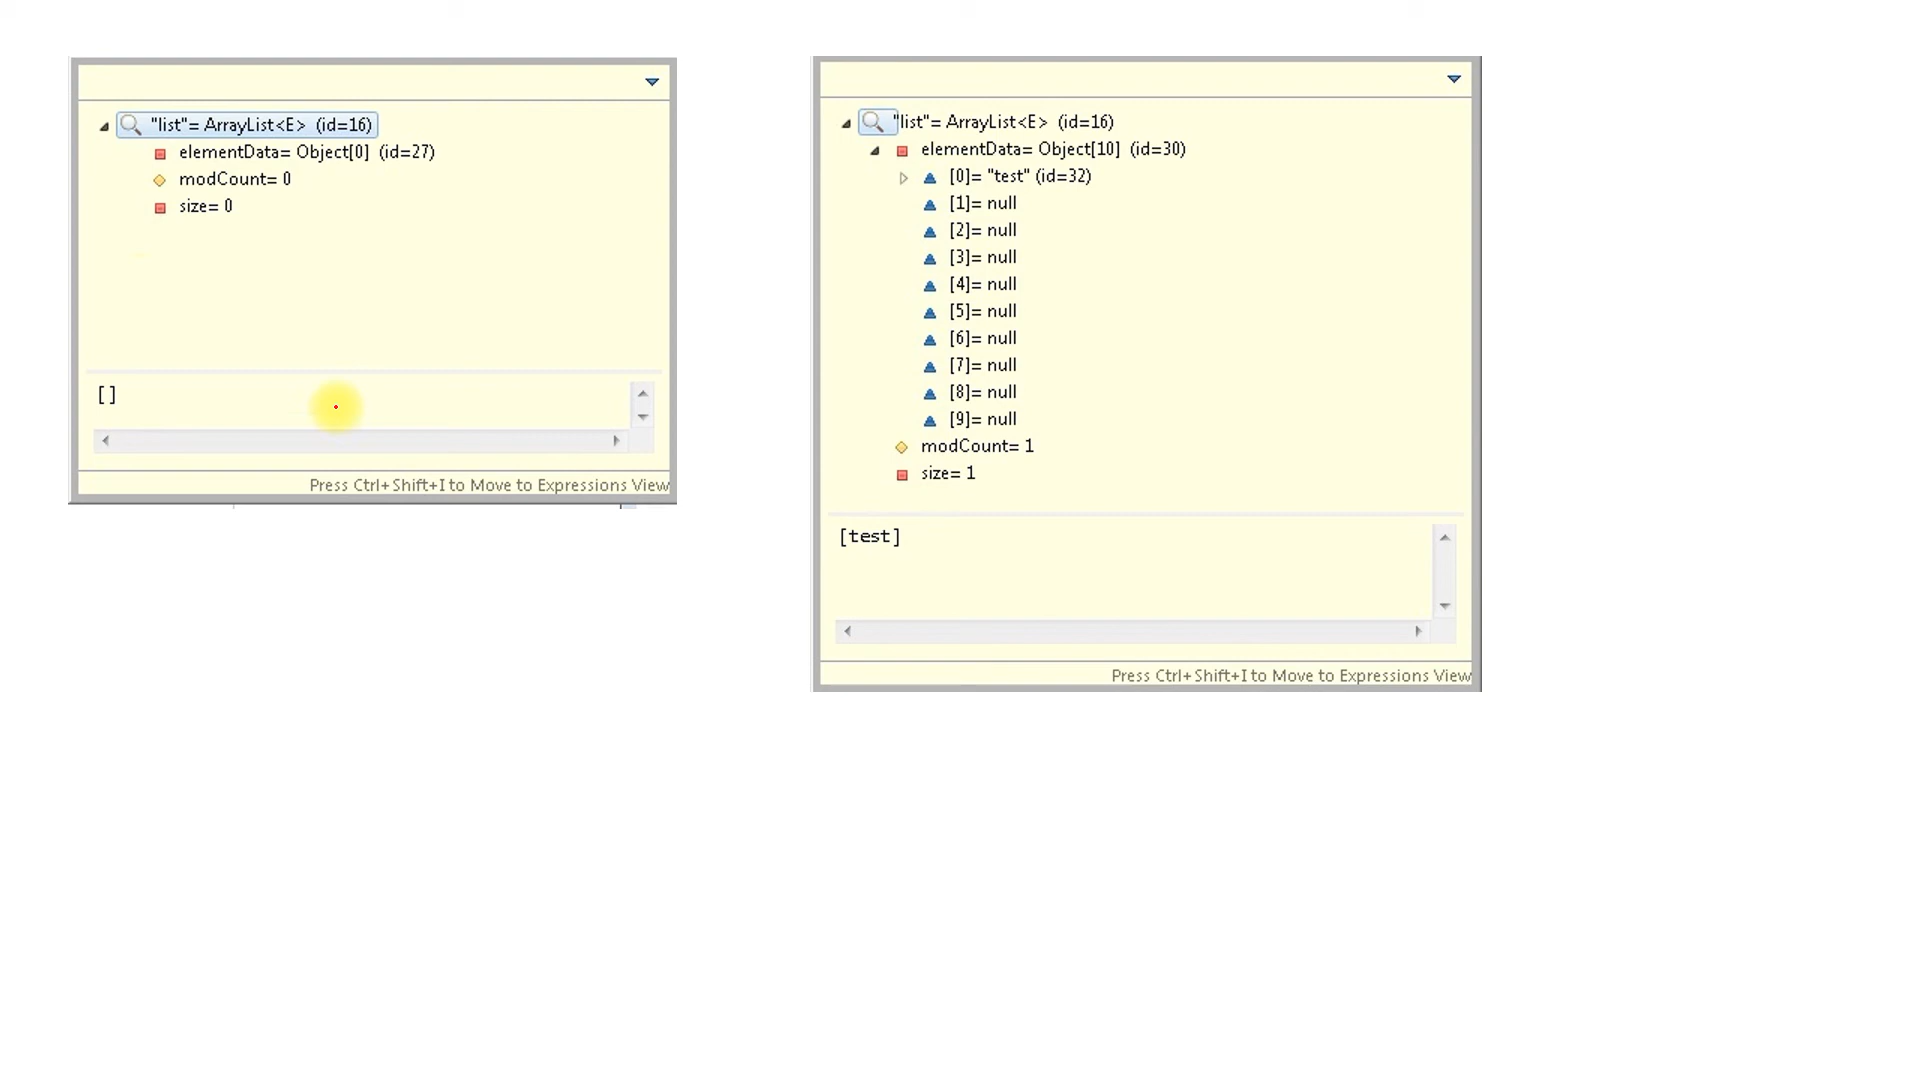 "list"= ArrayList<E> (id=16)
elementData= Object[0] (id=27)
modCount= 0
size= 0
[]
Press Ctrl+Shift+I to Move to Expressions View
"list"= ArrayList<E> (id=16)
elementData= Object[10] (id=30)
[0]= "test" (id=32)
[1]= null
[2]= null
[3]= null
[4]= null
[5]= null
[6]= null
[7]= null
[8]= null
[9]= null
modCount= 1
size= 1
[test]
Press Ctrl+Shift+I to Move to Expressions View